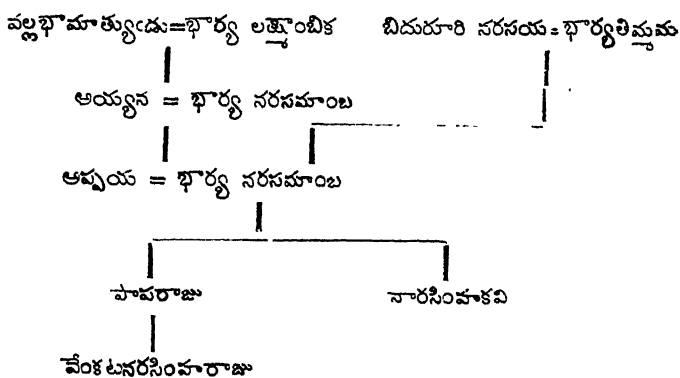 వల్లభామాత్యుఁడు=భార్య లక్ష్మాంబిక బిదురూరి నరసయ=భార్యతిమ్మమ
అయ్యన = భార్య నరసమాంబ
అప్పయ = భార్య నరసమాంబ
పాపరాజు నారసింహకవి
వేంకటనరసింహరాజు